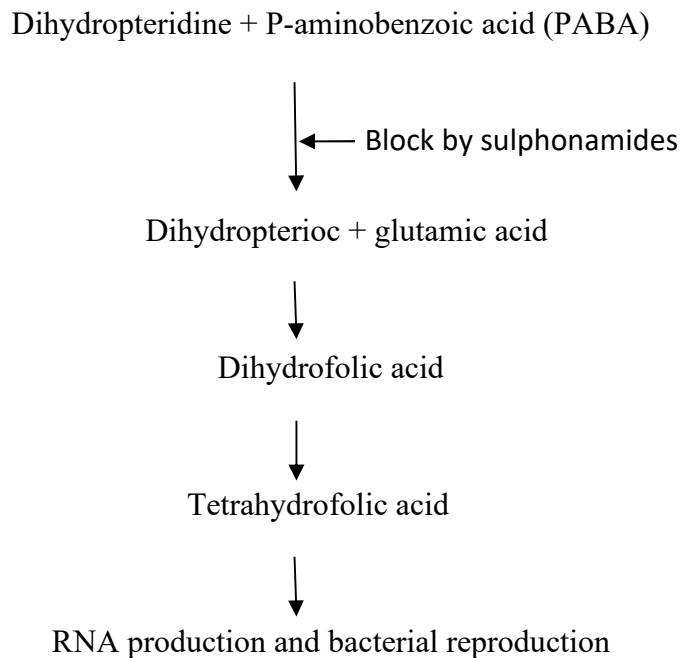 Dihydropteridine + P-aminobenzoic acid (PABA)
Block by sulphonamides
Dihydropterioc + glutamic acid
Dihydrofolic acid
Tetrahydrofolic acid
RNA production and bacterial reproduction